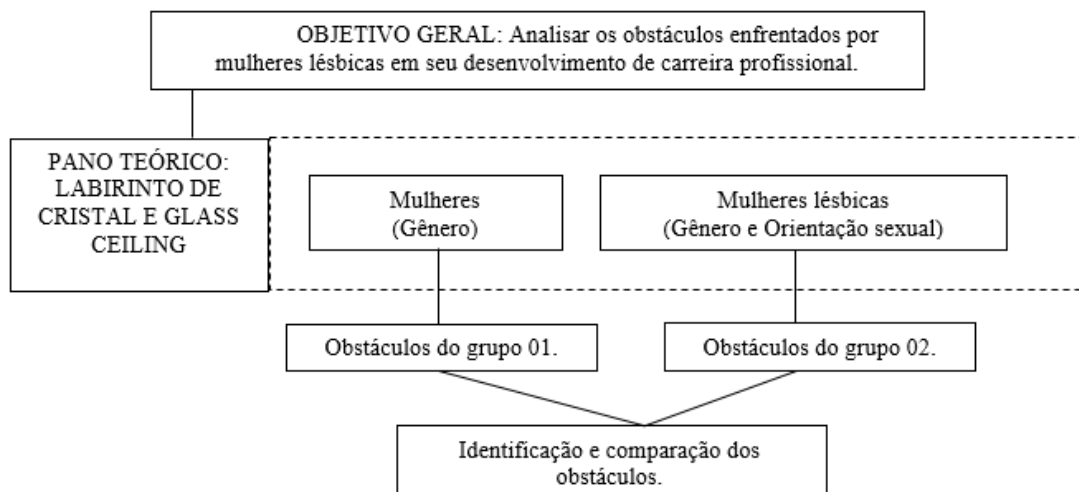 OBJETIVO GERAL: Analisar os obstáculos enfrentados por
mulheres lésbicas em seu desenvolvimento de carreira profissional.
PANO TEÓRICO:
LABIRINTO DE
CRISTAL E GLASS
CEILING
Mulheres
(Gênero)
Mulheres lésbicas
(Gênero e Orientação sexual)
Obstáculos do grupo 01.
Obstáculos do grupo 02.
Identificação e comparação dos
obstáculos.